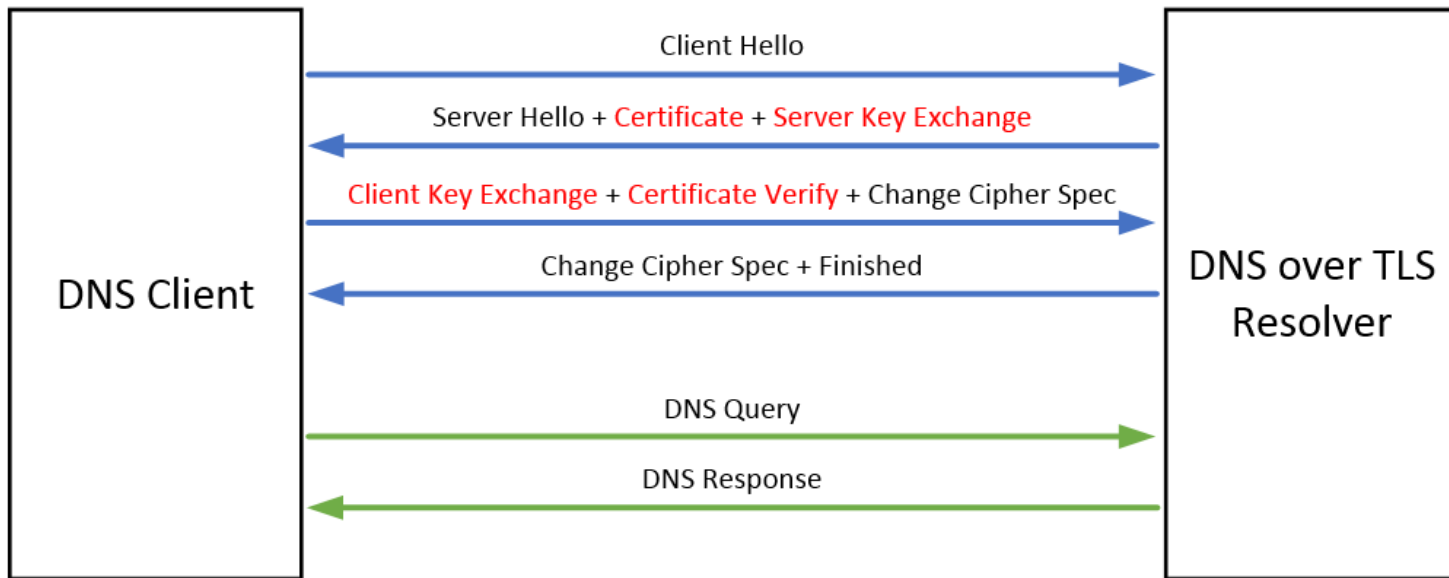 Client Hello
Server Hello + Certificate + Server Key Exchange
Client Key Exchange + Certificate Verify + Change Cipher Spec
Change Cipher Spec + Finished
DNS Client
DNS over TLS
Resolver
DNS Query
DNS Response